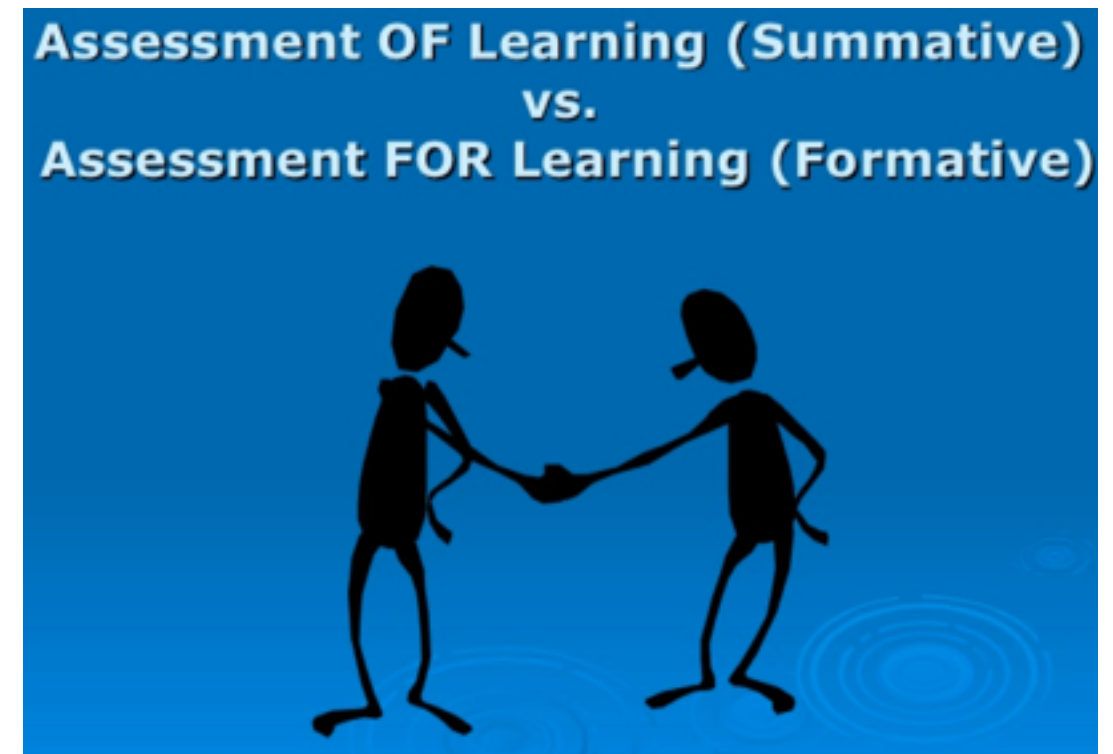 Assessment OF Learning (Summative)
vs.
Assessment FOR Learning (Formative)